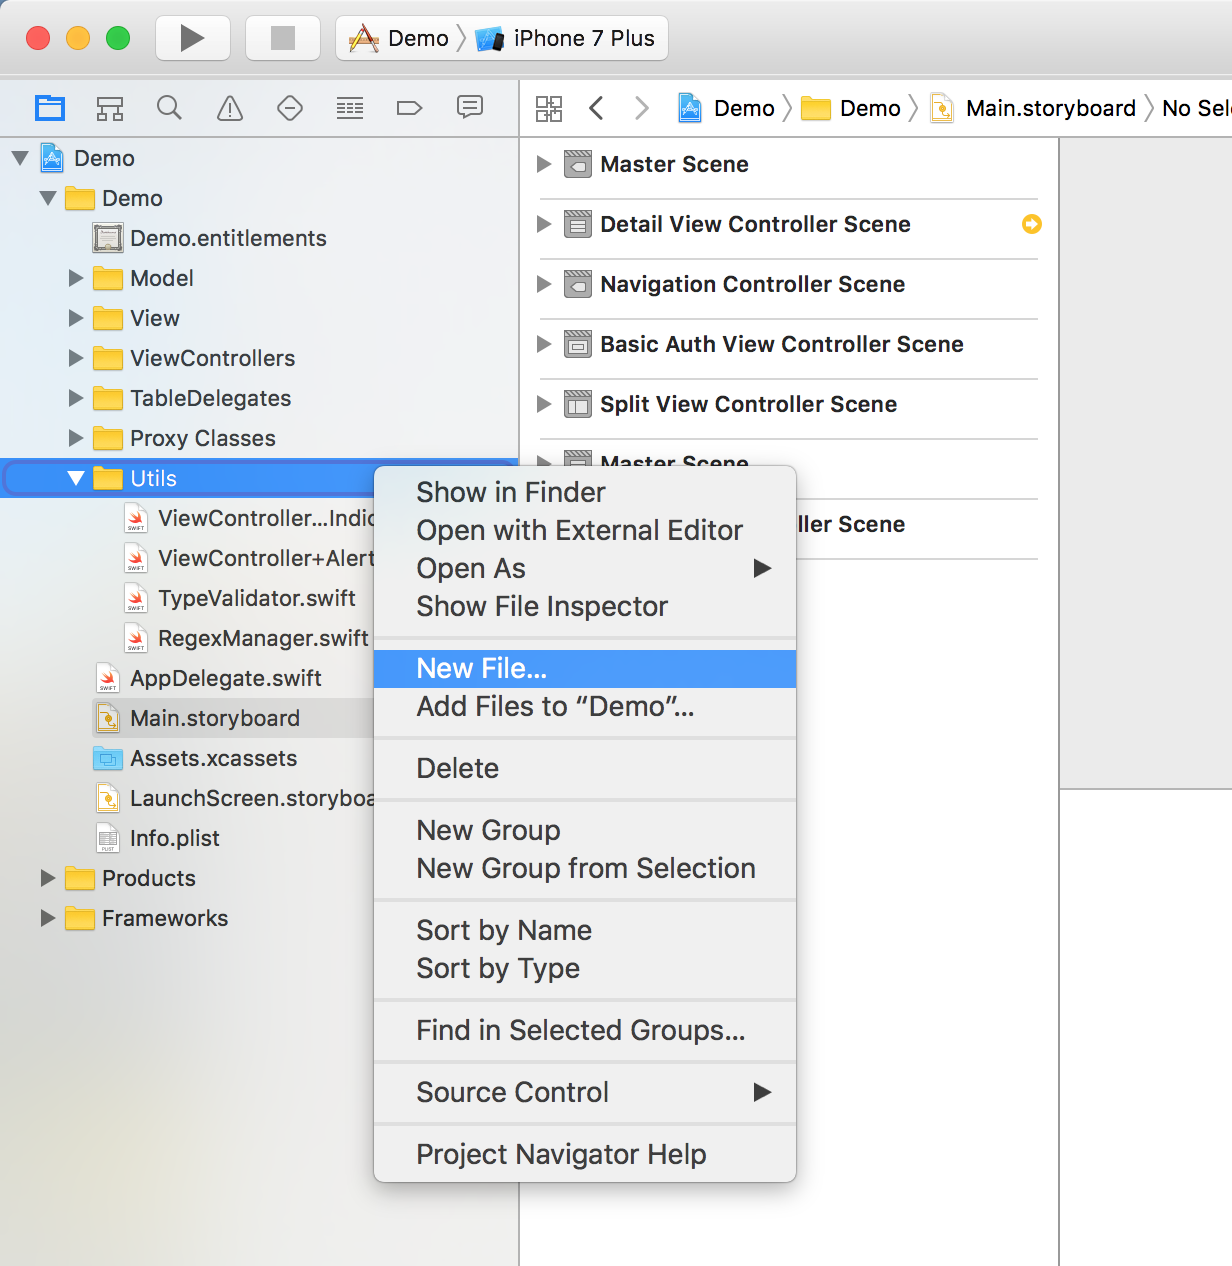 Demo
iPhone 7 Plus
Demo
Demo
Main.storyboard
No Sel
Demo
Demo
Demo.entitlements
Model
View
ViewControllers
TableDelegates
Proxy Classes
Utils
ViewController...Indic
ViewController+Alert
TypeValidator.swift
RegexManager.swift
AppDelegate.swift
Main.storyboard
Assets.xcassets
LaunchScreen.storyboa
Info.plist
Products
Frameworks
Master Scene
Detail View Controller Scene
Navigation Controller Scene
Basic Auth View Controller Scene
Split View Controller Scene
Master Scene
ller Scene
Show in Finder
Open with External Editor
Open As
Show File Inspector
New File...
Add Files to “Demo”...
Delete
New Group
New Group from Selection
Sort by Name
Sort by Type
Find in Selected Groups...
Source Control
Project Navigator Help